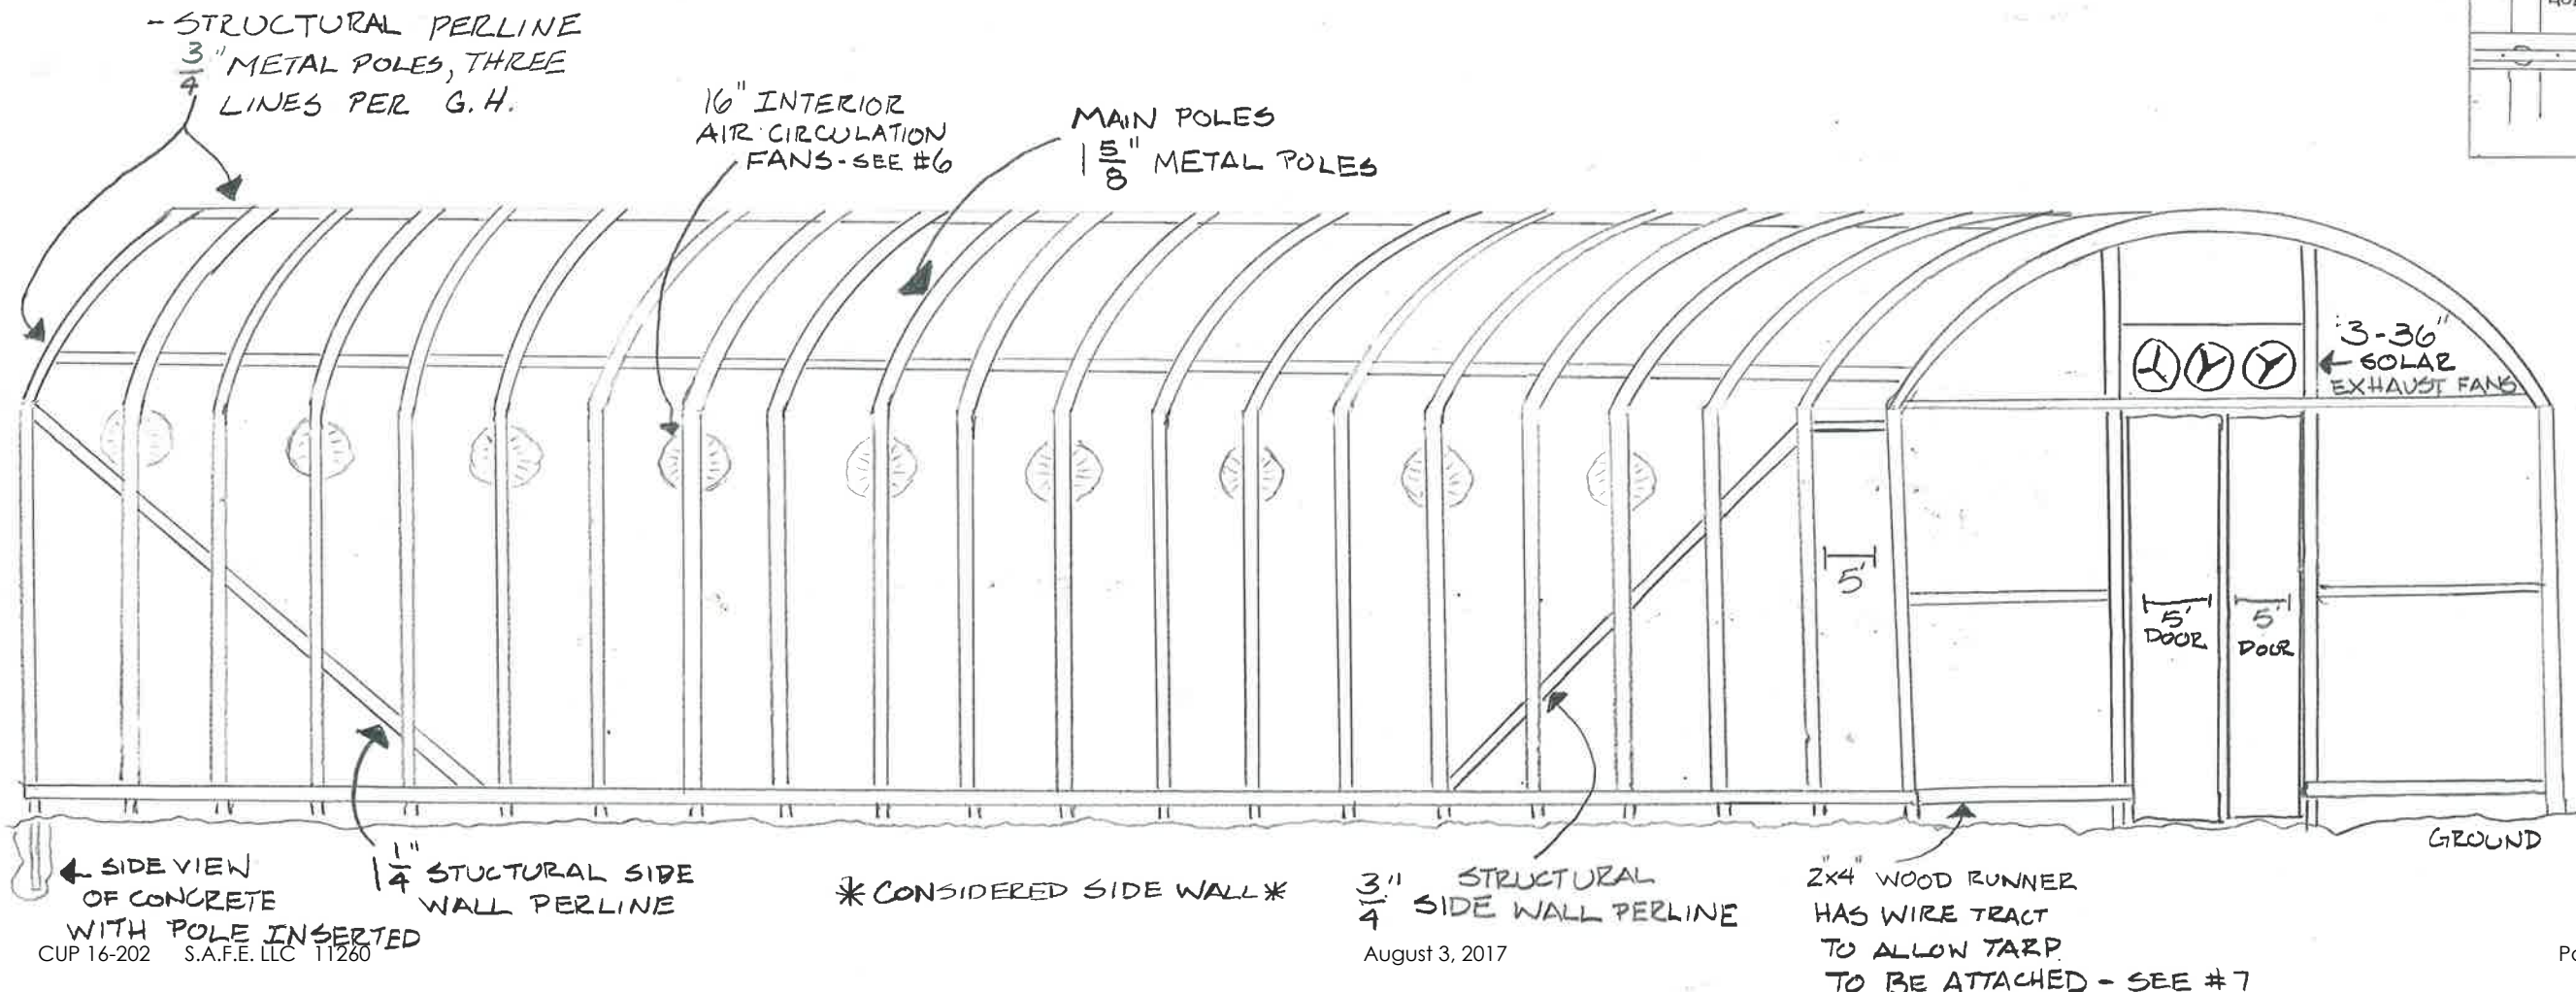 - STRUCTURAL PERLINE
3/4" METAL POLES, THREE
LINES PER G.H.
16" INTERIOR
AIR CIRCULATION
FANS - SEE #6
MAIN POLES
1 5/8" METAL POLES
3-36"
SOLAR
EXHAUST FANS
5'
5'
DOOR
5'
DOOR
GROUND
SIDE VIEW
OF CONCRETE
WITH POLE INSERTED
1 1/4" STUCTURAL SIDE
WALL PERLINE
* CONSIDERED SIDE WALL *
3/4" STRUCTURAL
SIDE WALL PERLINE
2"x4" WOOD RUNNER
HAS WIRE TRACT
TO ALLOW TARP
TO BE ATTACHED - SEE #7
CUP 16-202 S.A.F.E. LLC 11260
August 3, 2017